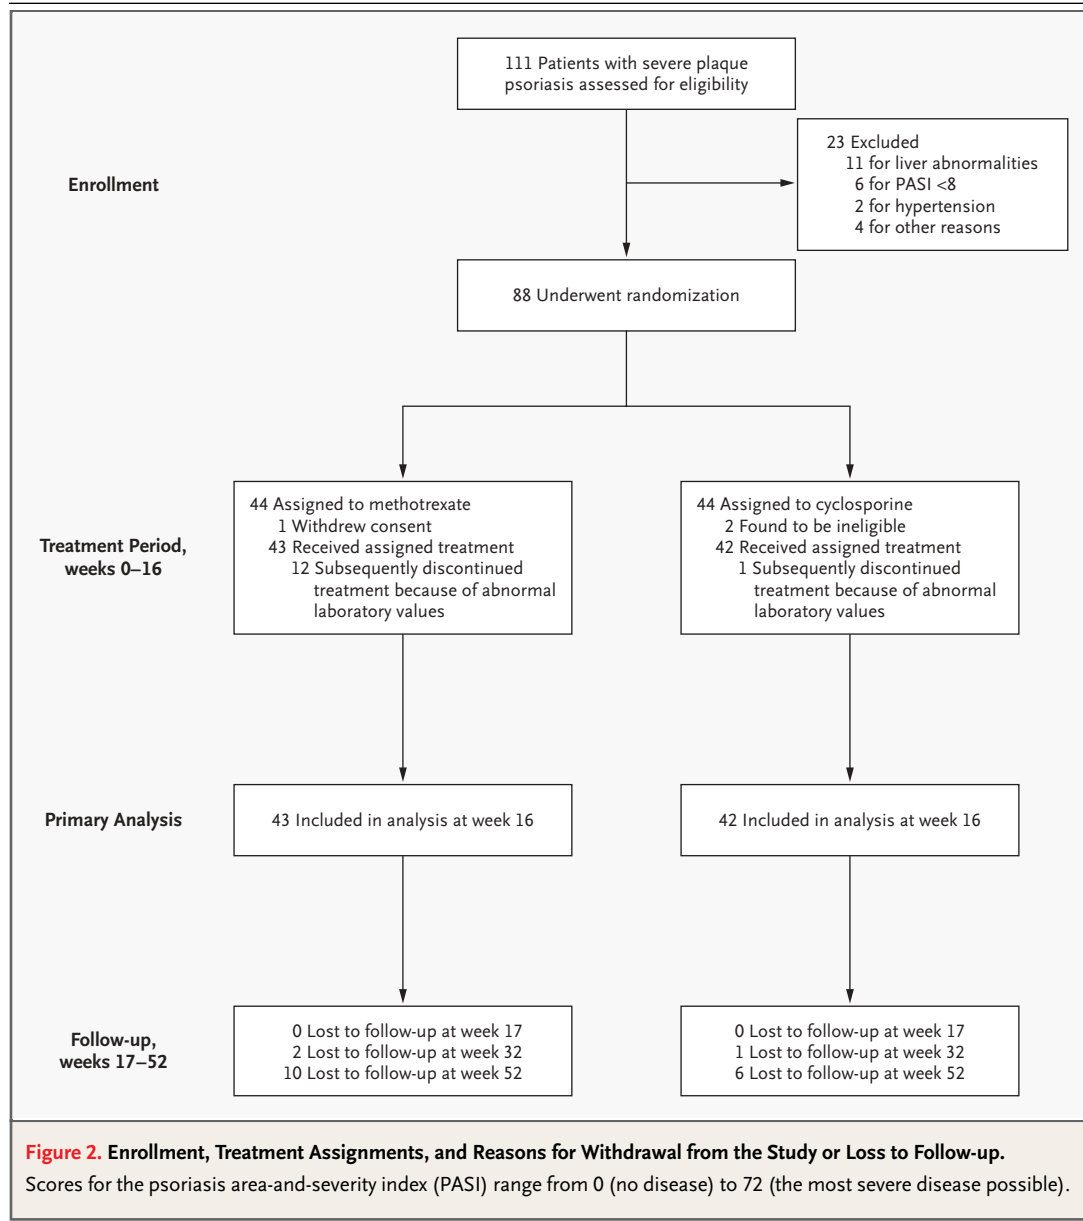 111 Patients with severe plaque
psoriasis assessed for eligibility
Enrollment
23 Excluded
11 for liver abnormalities
6 for PASI <8
2 for hypertension
4 for other reasons
88 Underwent randomization
Treatment Period,
weeks 0–16
44 Assigned to methotrexate
1 Withdrew consent
43 Received assigned treatment
12 Subsequently discontinued
treatment because of abnormal
laboratory values
44 Assigned to cyclosporine
2 Found to be ineligible
42 Received assigned treatment
1 Subsequently discontinued
treatment because of abnormal
laboratory values
Primary Analysis
43 Included in analysis at week 16
42 Included in analysis at week 16
Follow-up,
weeks 17–52
0 Lost to follow-up at week 17
2 Lost to follow-up at week 32
10 Lost to follow-up at week 52
0 Lost to follow-up at week 17
1 Lost to follow-up at week 32
6 Lost to follow-up at week 52
Figure 2. Enrollment, Treatment Assignments, and Reasons for Withdrawal from the Study or Loss to Follow-up.
Scores for the psoriasis area-and-severity index (PASI) range from 0 (no disease) to 72 (the most severe disease possible).